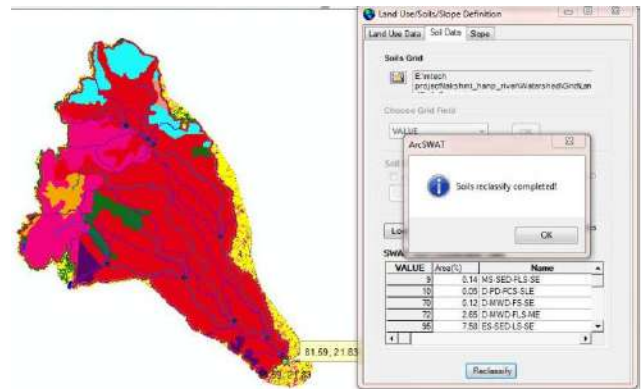 Land Use/Soils/Slope Definition
Land Use Data Soil Data Slope
Soils Grid
Choose Grid Field
VALUE
ArcSWAT
Soils reclassify completed!
OK
VALUE Area(%) Name
9 0.14 MS-SED-FLS-SE
10 0.05 D-PD-FCS-SLE
70 0.12 D-MWD-FS-SE
72 2.65 D-MWD-FLS-ME
95 7.58 ES-SED-LS-SE
Reclassify
81.59, 21.83